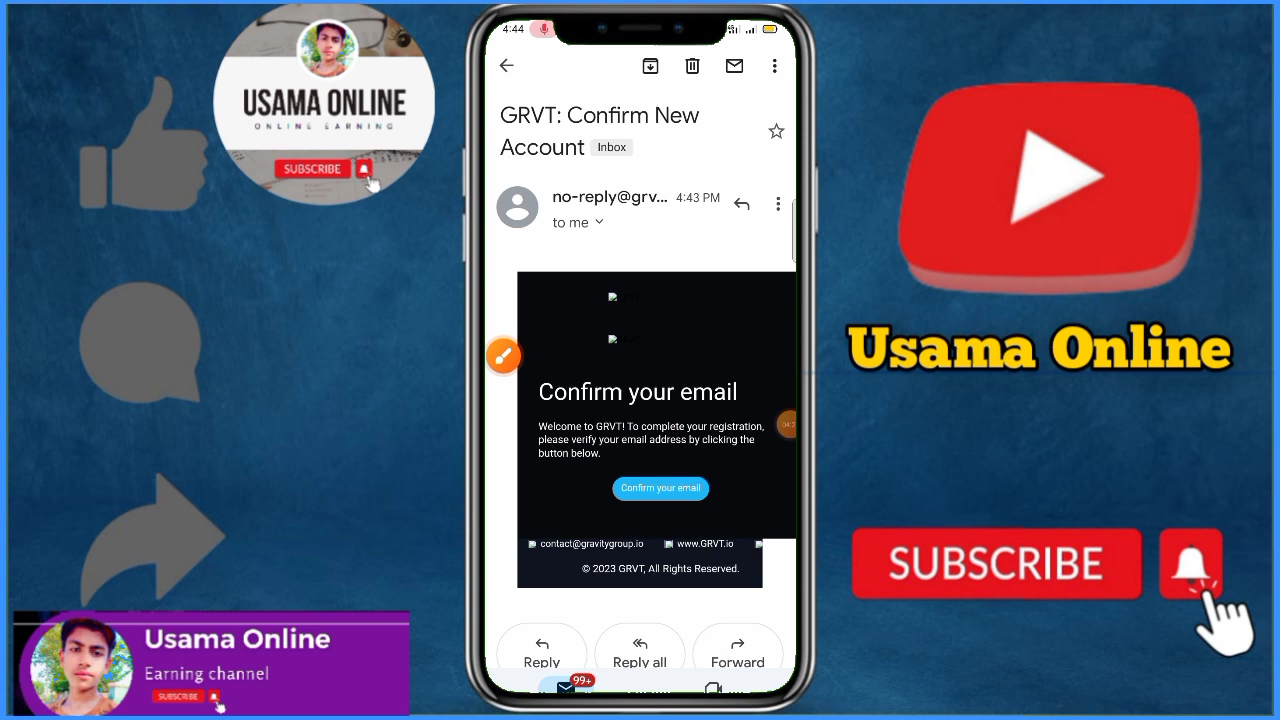 USAMA ONLINE
ONLINE EARNING
SUBSCRIBE
4:44
GRVT: Confirm New
Account Inbox
no-reply@grv... 4:43 PM
to me
Confirm your email
Welcome to GRVT! To complete your registration,
please verify your email address by clicking the
button below.
Confirm your email
contact@gravitygroup.io www.GRVT.io
© 2023 GRVT, All Rights Reserved.
Reply Reply all Forward
99+
Usama Online
SUBSCRIBE
Usama Online
Earning channel
SUBSCRIBE